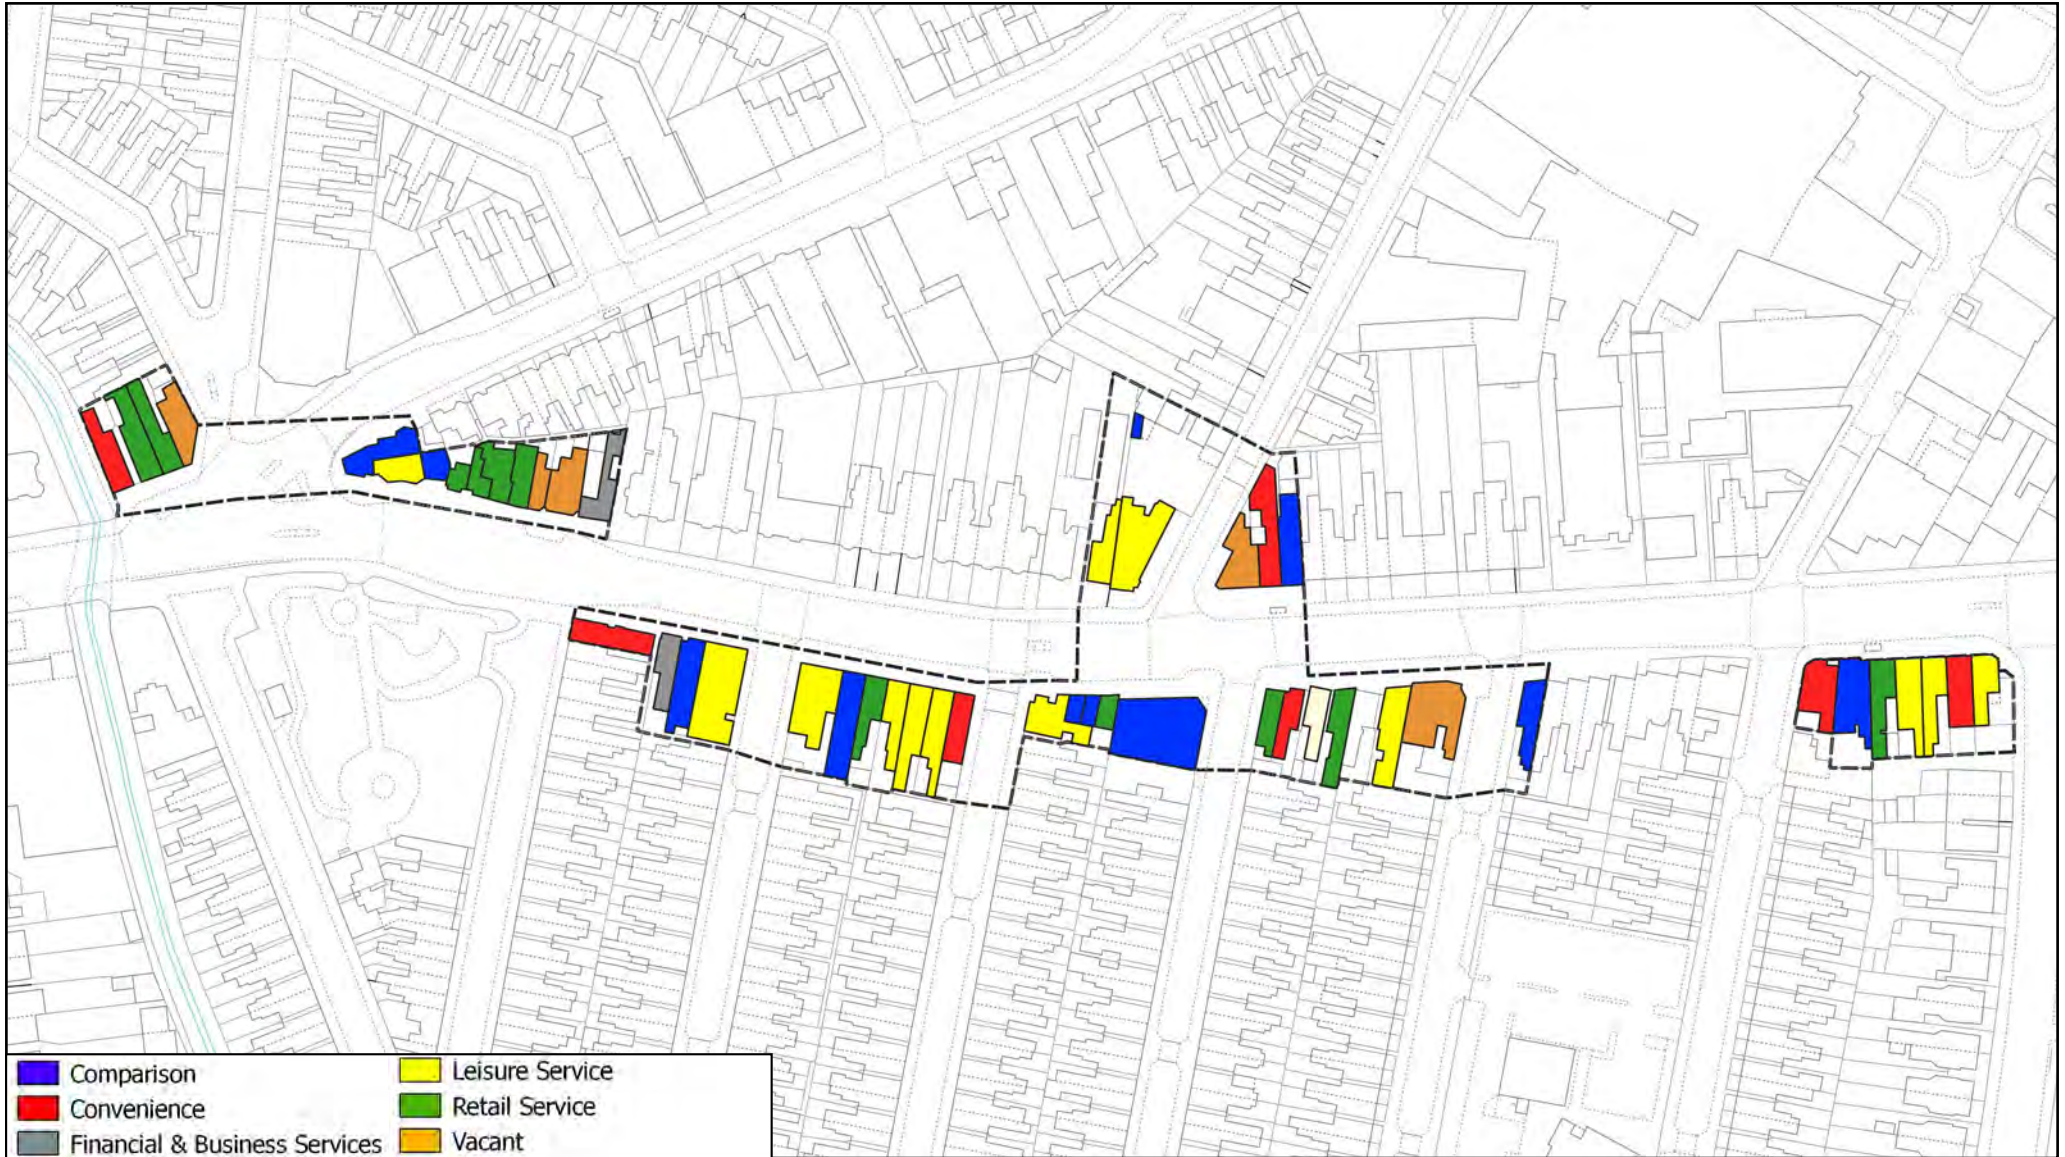 Comparison
Convenience
Financial & Business Services
Leisure Service
Retail Service
Vacant